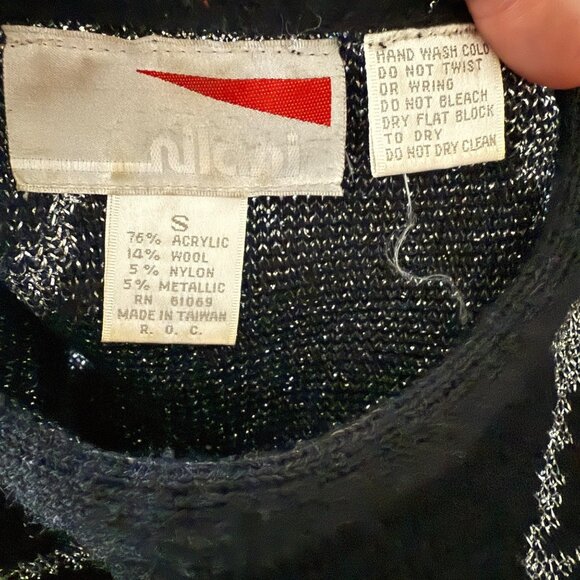 S
76% ACRYLIC
14% WOOL
5% NYLON
5% METALLIC
RN 61069
MADE IN TAIWAN
R. O. C.
HAND WASH COLD
DO NOT TWIST
OR WRING
DO NOT BLEACH
DRY FLAT BLOCK
TO DRY
DO NOT DRY CLEAN